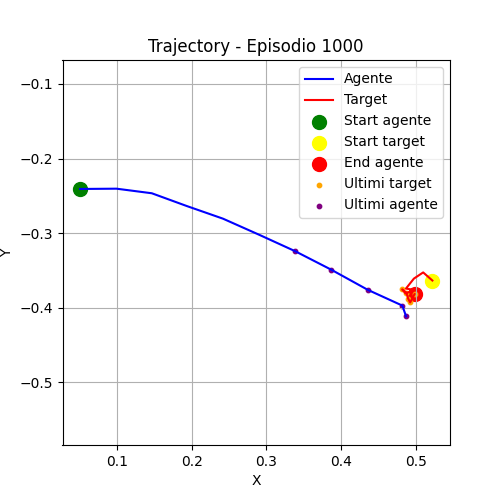 Trajectory - Episodio 1000
Agente
Target
Start agente
Start target
End agente
Ultimi target
Ultimi agente
−0.1
−0.2
−0.3
−0.4
−0.5
Y
0.1 0.2 0.3 0.4 0.5
X